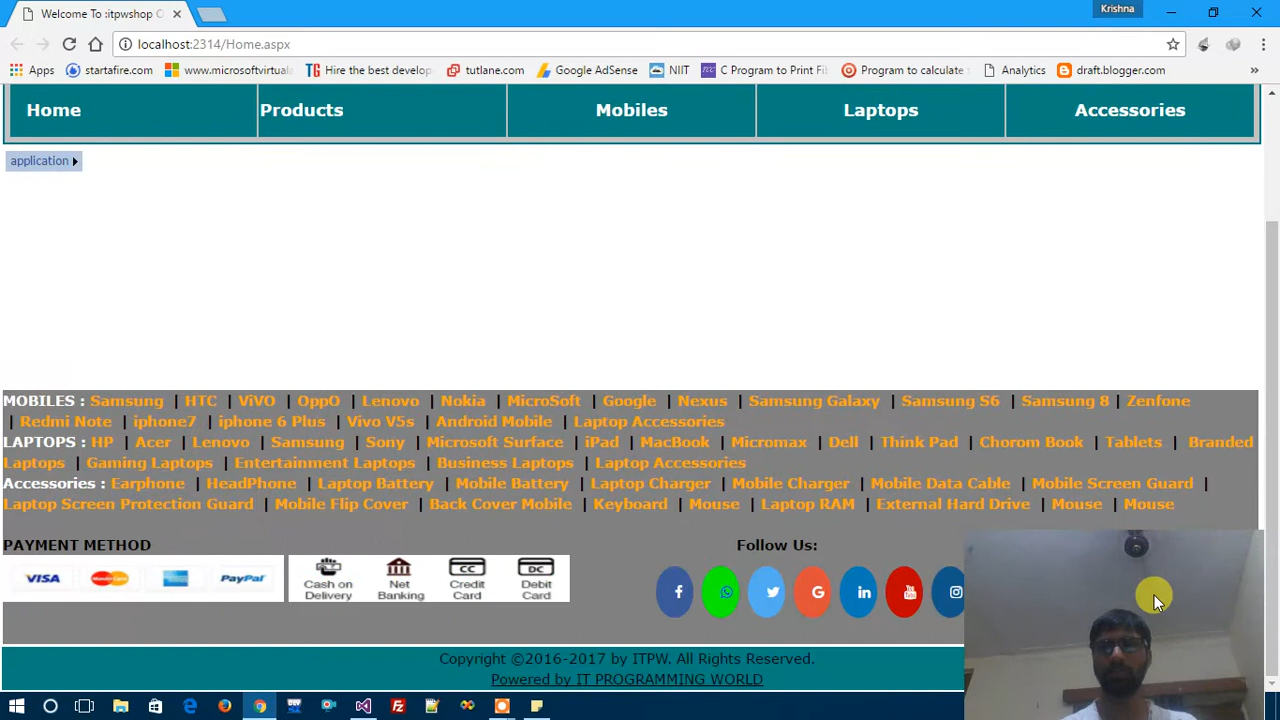 Welcome To :itpwshop O
Krishna
localhost:2314/Home.aspx
Apps startafire.com www.microsoftvirtuala Hire the best develop tutlane.com Google AdSense NIIT C Program to Print Fib Program to calculate Analytics draft.blogger.com »
Home Products Mobiles Laptops Accessories
application
MOBILES : Samsung | HTC | ViVO | OppO | Lenovo | Nokia | MicroSoft | Google | Nexus | Samsung Galaxy | Samsung S6 | Samsung 8 | Zenfone
| Redmi Note | iphone7 | iphone 6 Plus | Vivo V5s | Android Mobile | Laptop Accessories
LAPTOPS : HP | Acer | Lenovo | Samsung | Sony | Microsoft Surface | iPad | MacBook | Micromax | Dell | Think Pad | Chorom Book | Tablets | Branded
Laptops | Gaming Laptops | Entertainment Laptops | Business Laptops | Laptop Accessories
Accessories : Earphone | HeadPhone | Laptop Battery | Mobile Battery | Laptop Charger | Mobile Charger | Mobile Data Cable | Mobile Screen Guard |
Laptop Screen Protection Guard | Mobile Flip Cover | Back Cover Mobile | Keyboard | Mouse | Laptop RAM | External Hard Drive | Mouse | Mouse
PAYMENT METHOD Follow Us:
VISA MasterCard PayPal Cash on Delivery Net Banking CC Credit Card DC Debit Card
Copyright ©2016-2017 by ITPW. All Rights Reserved.
Powered by IT PROGRAMMING WORLD